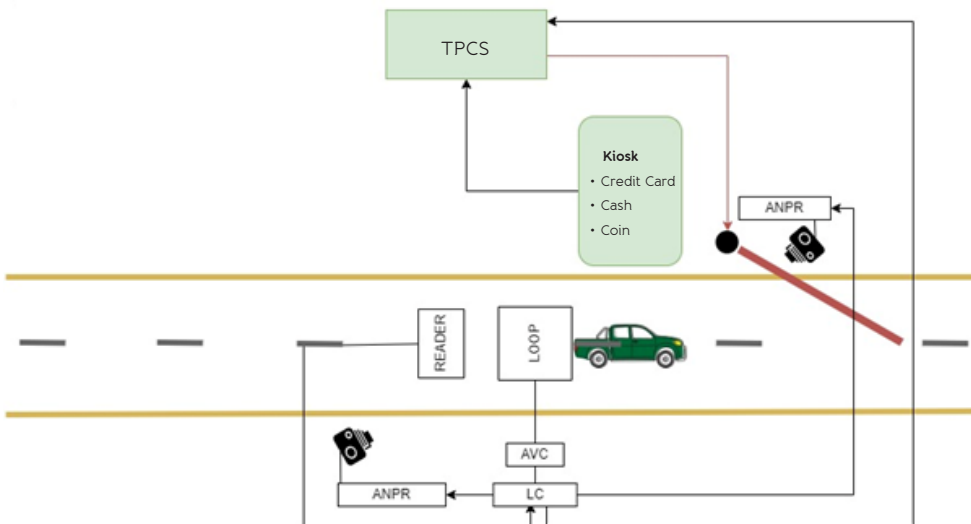 TPCS
Kiosk
• Credit Card
• Cash
• Coin
ANPR
READER
LOOP
AVC
ANPR
LC